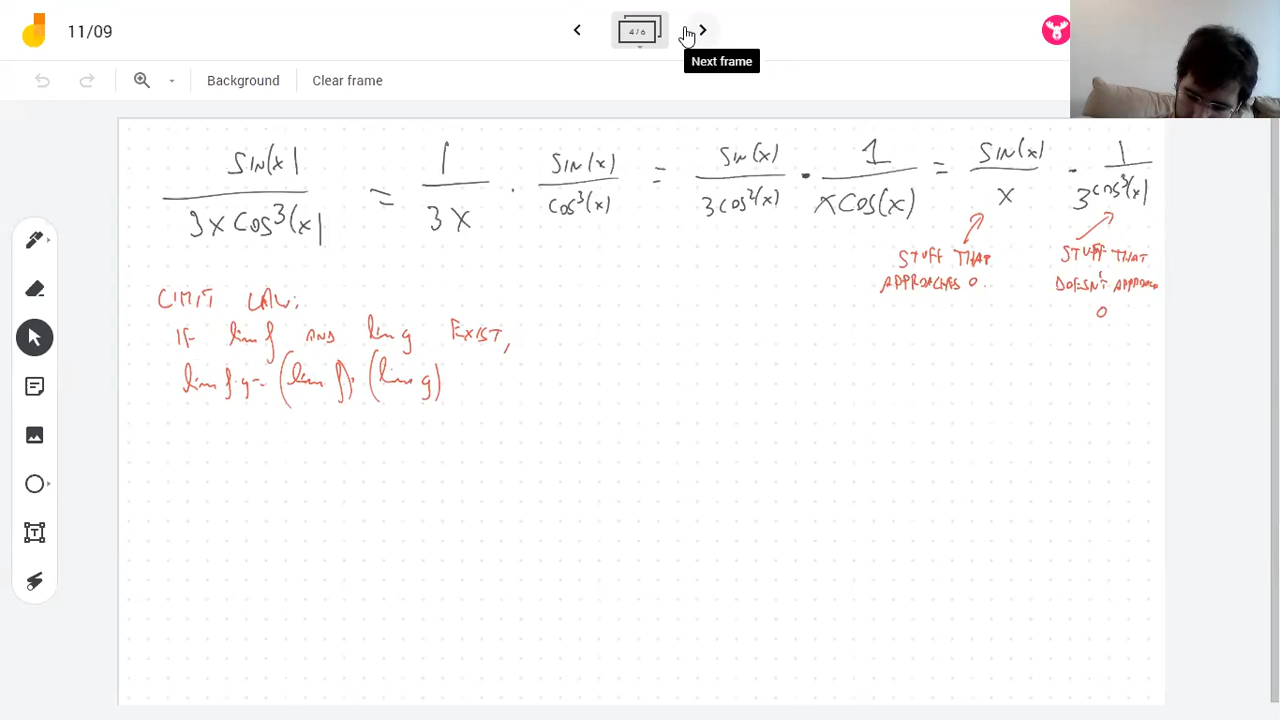 11/09
4 / 6
Next frame
Background
Clear frame
sin(x) / 3x cos³(x) = 1 / 3x · sin(x) / cos³(x) = sin(x) / 3cos²(x) · 1 / x cos(x) = sin(x) / x · 1 / 3cos³(x)
STUFF THAT
APPROACHES 0.
STUFF THAT
DOESN'T APPROACH
0
LIMIT LAW:
IF lim f AND lim g EXIST,
lim f·g = (lim f)·(lim g)